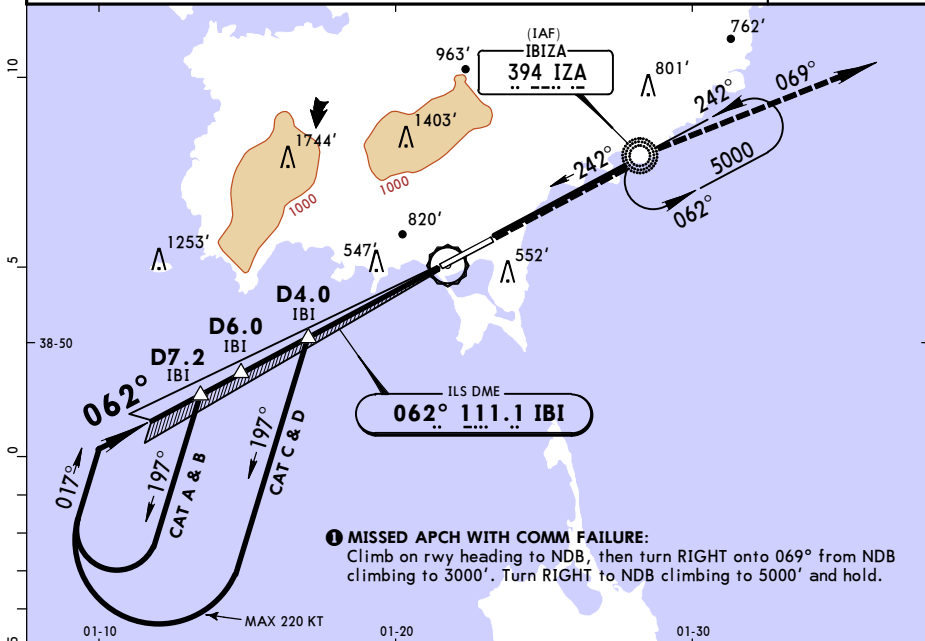 762'
(IAF)
IBIZA
394 IZA
963'
801'
10
242°
069°
1403'
1744'
1000
1000
242°
5000
062°
820'
1253'
547'
552'
5
D4.0
IBI
D6.0
IBI
38-50
D7.2
IBI
062°
ILS DME
062° 111.1 IBI
0
017°
197°
CAT A & B
197°
CAT C & D
1 MISSED APCH WITH COMM FAILURE:
Climb on rwy heading to NDB, then turn RIGHT onto 069° from NDB
climbing to 3000'. Turn RIGHT to NDB climbing to 5000' and hold.
MAX 220 KT
01-10
01-20
01-30